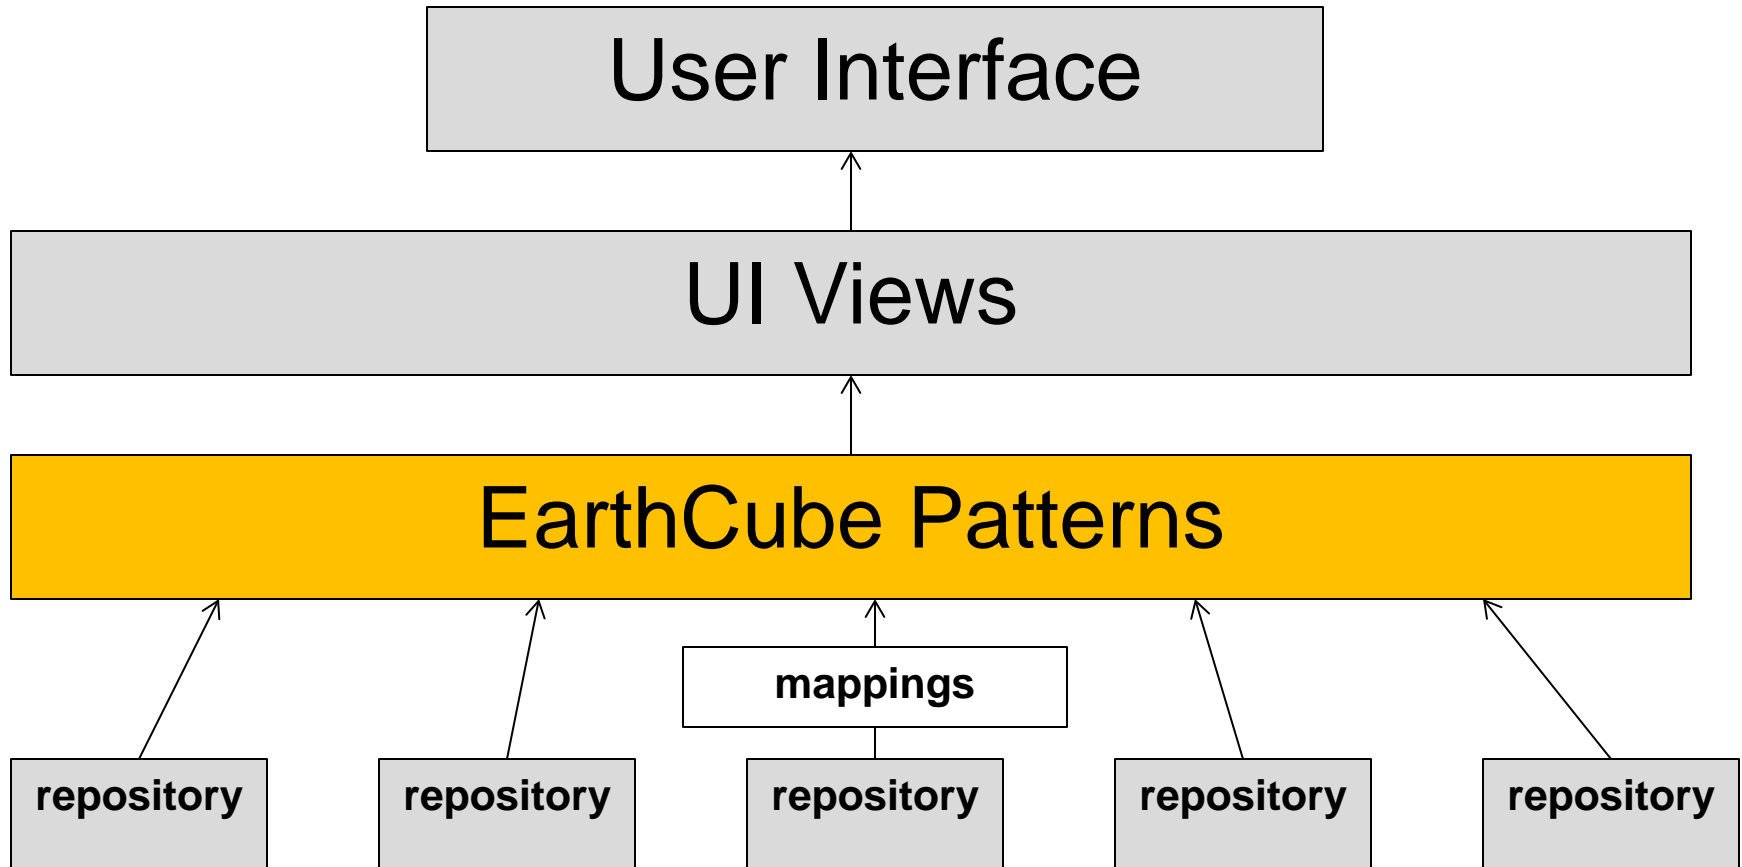 User Interface
UI Views
EarthCube Patterns
mappings
repository
repository
repository
repository
repository